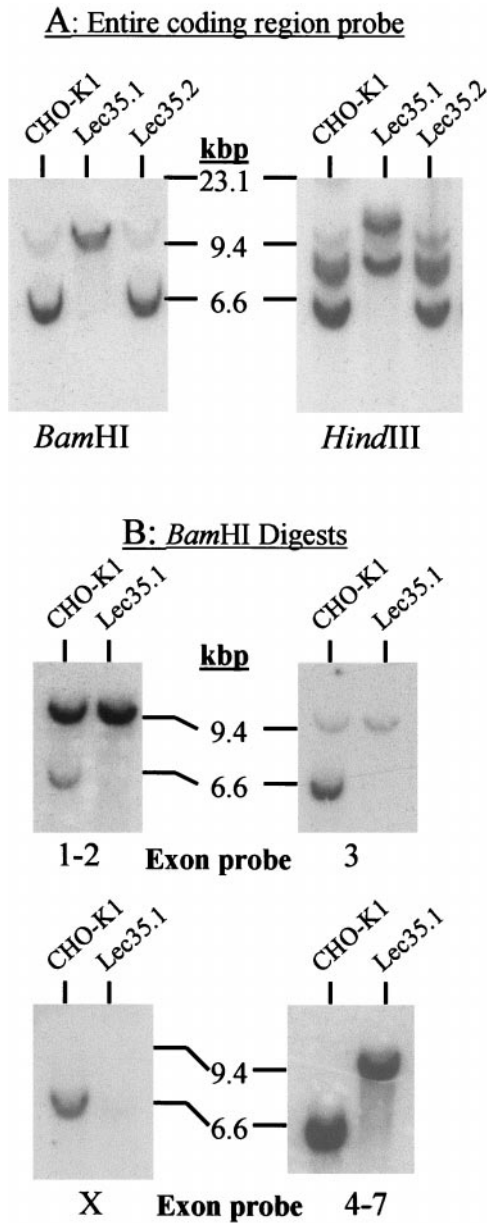 A: Entire coding region probe
CHO-K1 Lec35.1 Lec35.2 kbp CHO-K1 Lec35.1 Lec35.2
23.1
9.4
6.6
BamHI HindIII
B: BamHI Digests
CHO-K1 Lec35.1 kbp CHO-K1 Lec35.1
9.4
6.6
1-2 Exon probe 3
CHO-K1 Lec35.1 CHO-K1 Lec35.1
9.4
6.6
X Exon probe 4-7